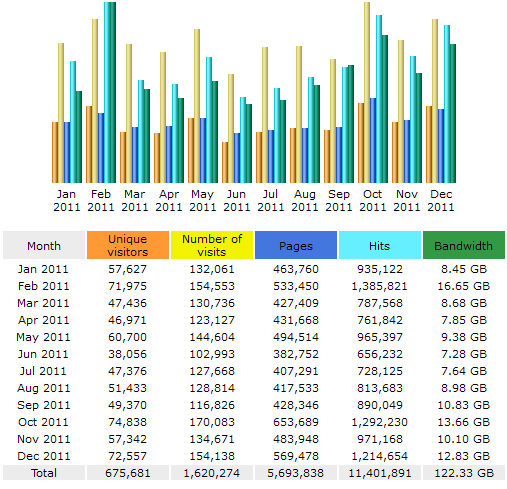 Jan Feb Mar Apr May Jun Jul Aug Sep Oct Nov Dec
2011 2011 2011 2011 2011 2011 2011 2011 2011 2011 2011 2011
Month Unique visitors Number of visits Pages Hits Bandwidth
Jan 2011 57,627 132,061 463,760 935,122 8.45 GB
Feb 2011 71,975 154,553 533,450 1,385,821 16.65 GB
Mar 2011 47,436 130,736 427,409 787,568 8.68 GB
Apr 2011 46,971 123,127 431,668 761,842 7.85 GB
May 2011 60,700 144,604 494,514 965,397 9.38 GB
Jun 2011 38,056 102,993 382,752 656,232 7.28 GB
Jul 2011 47,376 127,668 407,291 728,125 7.64 GB
Aug 2011 51,433 128,814 417,533 813,683 8.98 GB
Sep 2011 49,370 116,826 428,346 890,049 10.83 GB
Oct 2011 74,838 170,083 653,689 1,292,230 13.66 GB
Nov 2011 57,342 134,671 483,948 971,168 10.10 GB
Dec 2011 72,557 154,138 569,478 1,214,654 12.83 GB
Total 675,681 1,620,274 5,693,838 11,401,891 122.33 GB